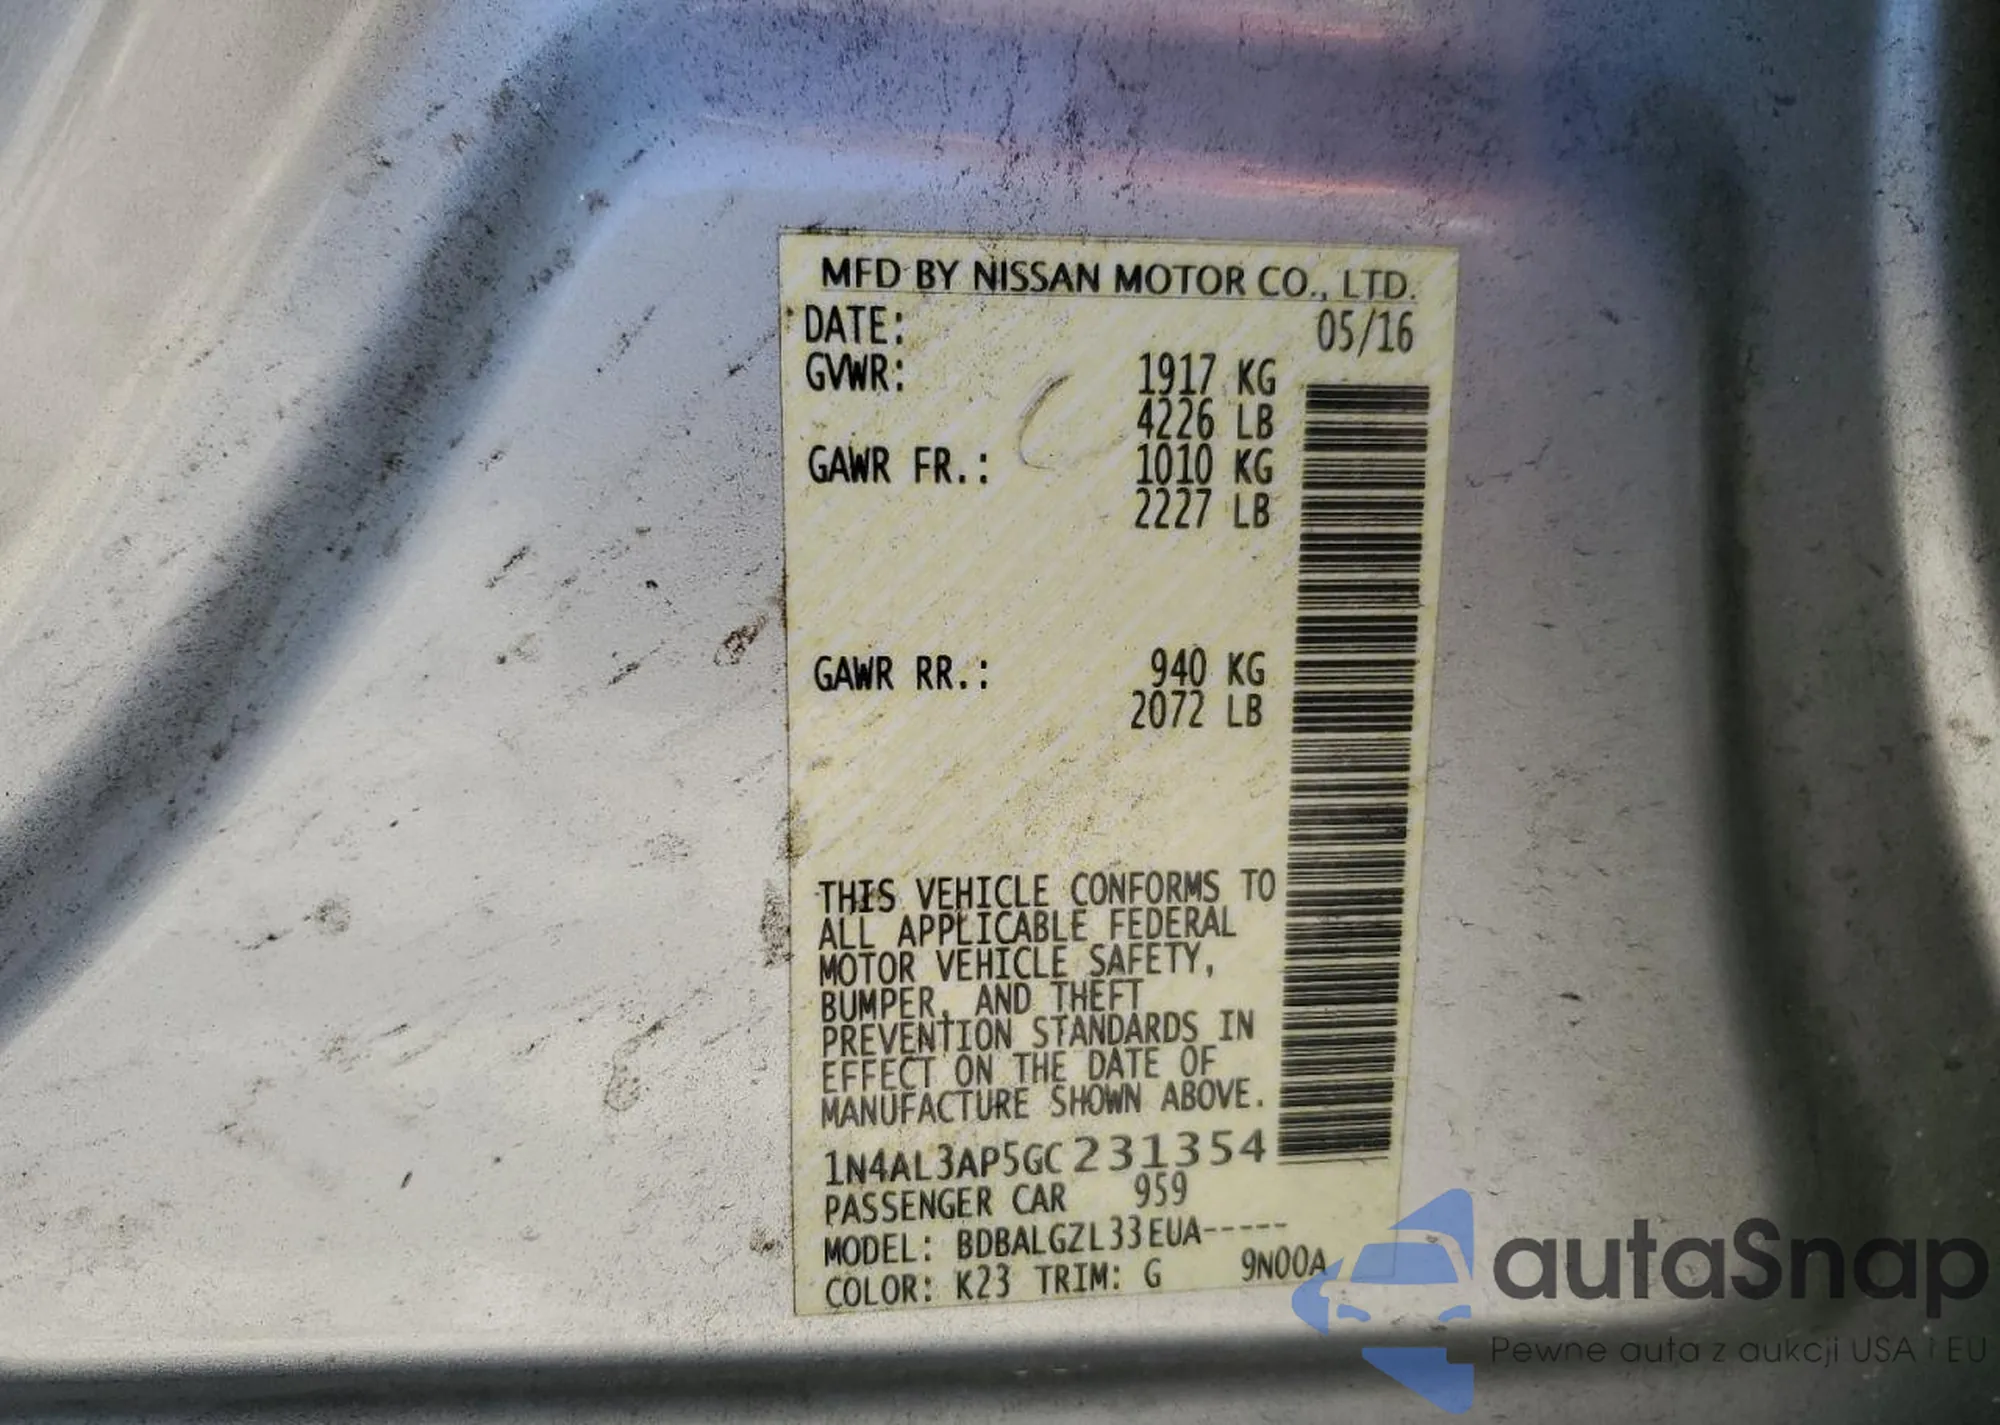 MFD BY NISSAN MOTOR CO., LTD.
DATE: 05/16
GVWR: 1917 KG
4226 LB
GAWR FR.: 1010 KG
2227 LB
GAWR RR.: 940 KG
2072 LB
THIS VEHICLE CONFORMS TO
ALL APPLICABLE FEDERAL
MOTOR VEHICLE SAFETY,
BUMPER, AND THEFT
PREVENTION STANDARDS IN
EFFECT ON THE DATE OF
MANUFACTURE SHOWN ABOVE.
1N4AL3AP5GC231354
PASSENGER CAR 959
MODEL: BDBALGZL33EUA-----
COLOR: K23 TRIM: G 9N00A
autaSnap
Pewne auta z aukcji USA i EU